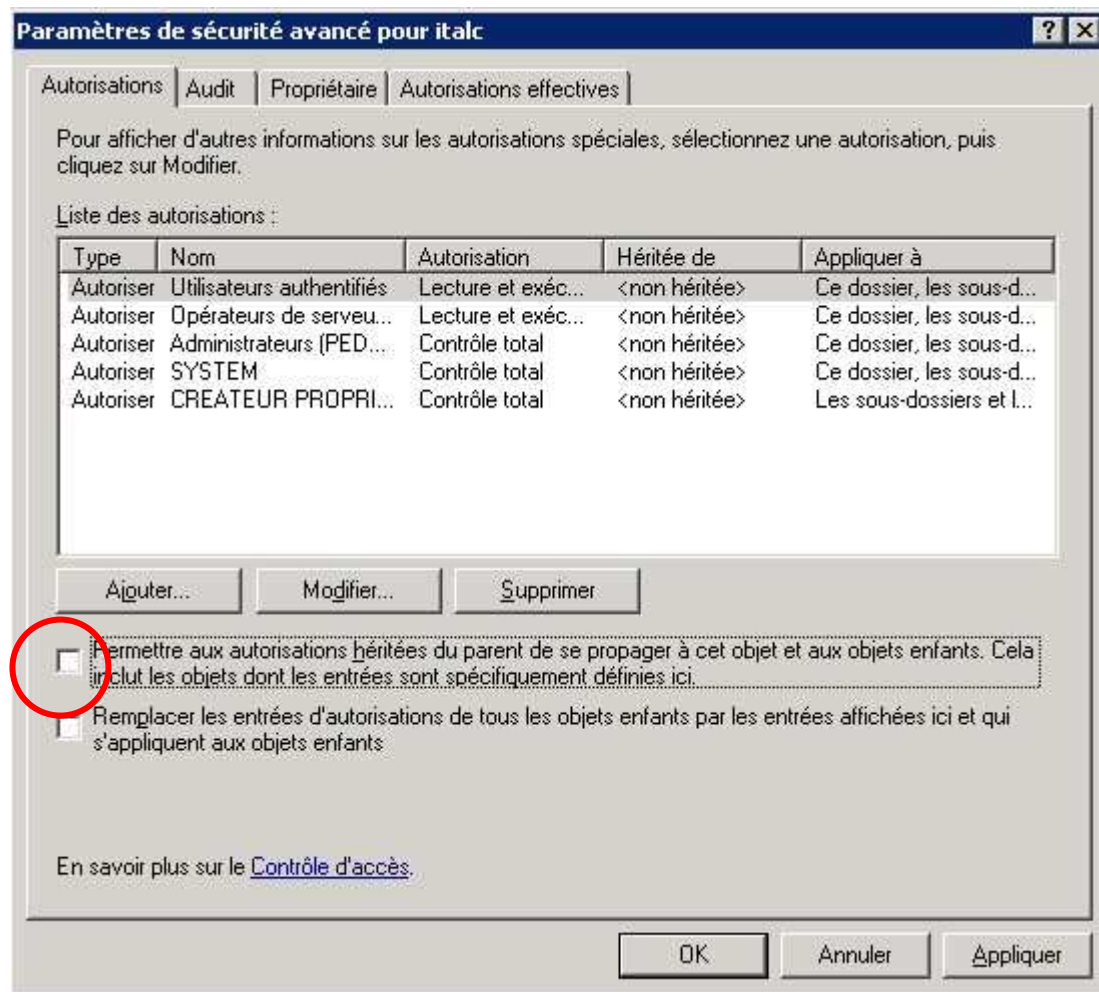 Paramètres de sécurité avancé pour italc
Autorisations Audit Propriétaire Autorisations effectives
Pour afficher d'autres informations sur les autorisations spéciales, sélectionnez une autorisation, puis
cliquez sur Modifier.
Liste des autorisations :
Type Nom Autorisation Héritée de Appliquer à
Autoriser Utilisateurs authentifiés Lecture et exéc... <non héritée> Ce dossier, les sous-d...
Autoriser Opérateurs de serveu... Lecture et exéc... <non héritée> Ce dossier, les sous-d...
Autoriser Administrateurs (PED... Contrôle total <non héritée> Ce dossier, les sous-d...
Autoriser SYSTEM Contrôle total <non héritée> Ce dossier, les sous-d...
Autoriser CREATEUR PROPRI... Contrôle total <non héritée> Les sous-dossiers et l...
Ajouter... Modifier... Supprimer
Permettre aux autorisations héritées du parent de se propager à cet objet et aux objets enfants. Cela
inclut les objets dont les entrées sont spécifiquement définies ici.
Remplacer les entrées d'autorisations de tous les objets enfants par les entrées affichées ici et qui
s'appliquent aux objets enfants
En savoir plus sur le Contrôle d'accès.
OK Annuler Appliquer